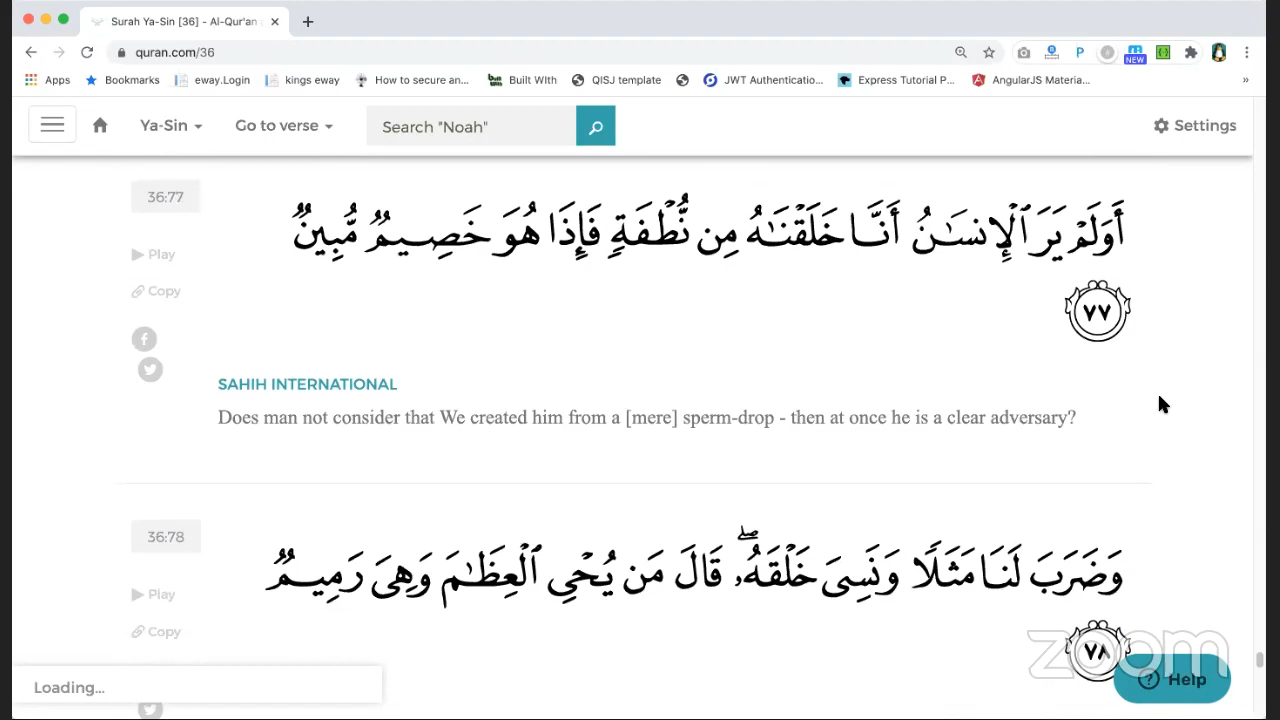 Surah Ya-Sin [36] - Al-Qur'an
quran.com/36
NEW
Apps Bookmarks eway.Login kings eway How to secure an... Built WIth QISJ template JWT Authenticatio... Express Tutorial P... AngularJS Materia... »
Ya-Sin Go to verse Search "Noah" Settings
36:77
أَوَلَمْ يَرَ ٱلْإِنسَـٰنُ أَنَّا خَلَقْنَـٰهُ مِن نُّطْفَةٍۢ فَإِذَا هُوَ خَصِيمٌۭ مُّبِينٌۭ
Play
Copy
٧٧
SAHIH INTERNATIONAL
Does man not consider that We created him from a [mere] sperm-drop - then at once he is a clear adversary?
36:78
وَضَرَبَ لَنَا مَثَلًۭا وَنَسِىَ خَلْقَهُۥ ۖ قَالَ مَن يُحْىِ ٱلْعِظَـٰمَ وَهِىَ رَمِيمٌۭ
Play
Copy
٧٨
zoom
Help
Loading...